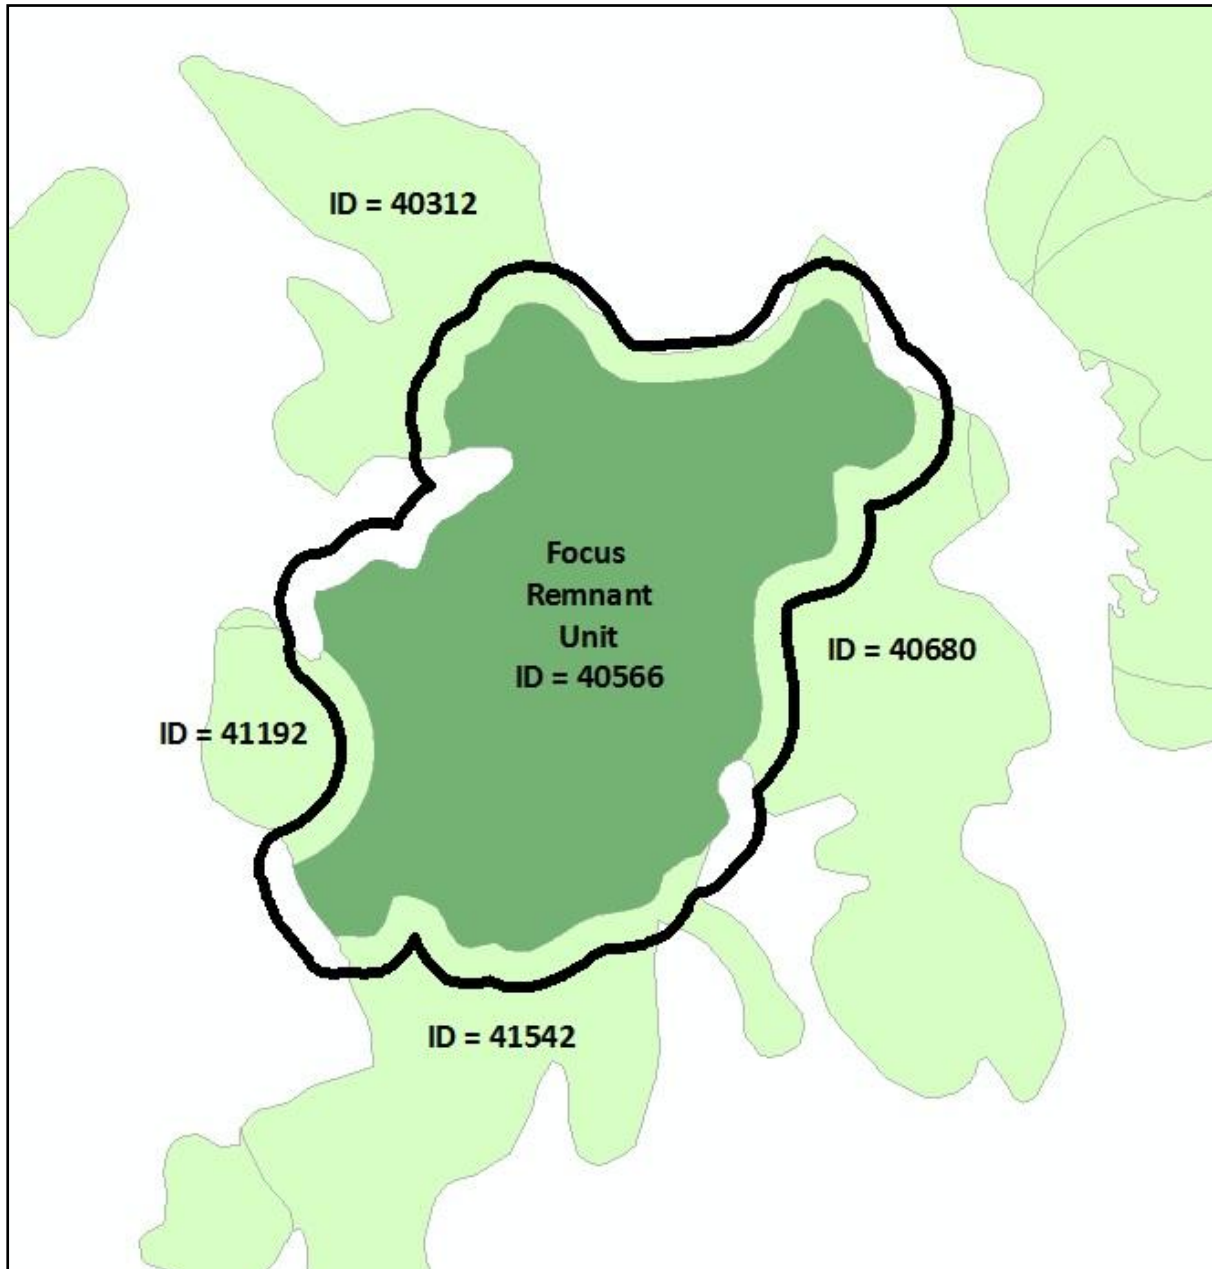 ID = 40312
Focus
Remnant
Unit
ID = 40566
ID = 40680
ID = 41192
ID = 41542